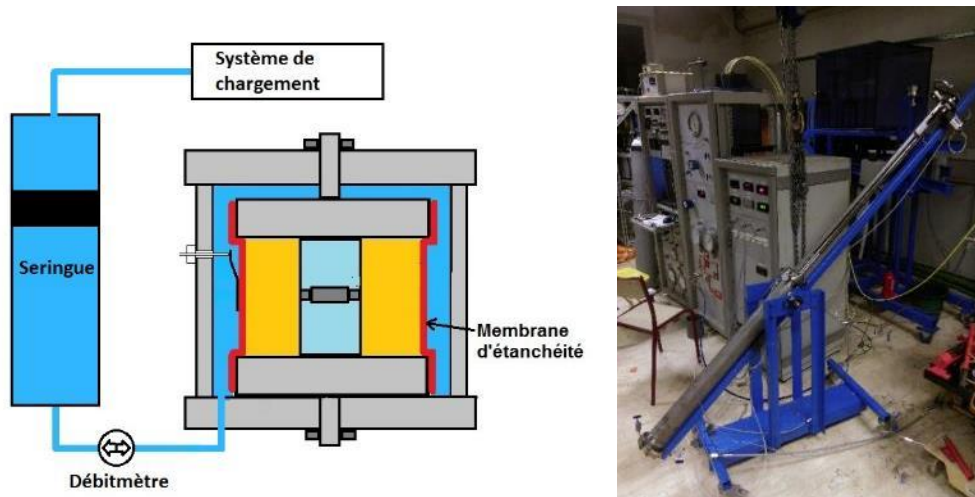 Système de
chargement
Seringue
Membrane
d'étanchéité
Débitmètre